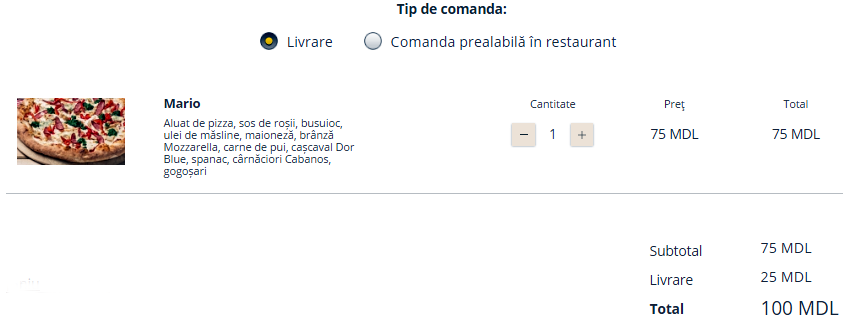 Tip de comanda:
Livrare Comanda prealabilă în restaurant
Mario Cantitate Preț Total
Aluat de pizza, sos de roșii, busuioc,
ulei de măsline, maioneză, brânză
Mozzarella, carne de pui, cașcaval Dor
Blue, spanac, cârnăciori Cabanos,
gogoșari
− 1 + 75 MDL 75 MDL
Subtotal 75 MDL
Livrare 25 MDL
Total 100 MDL